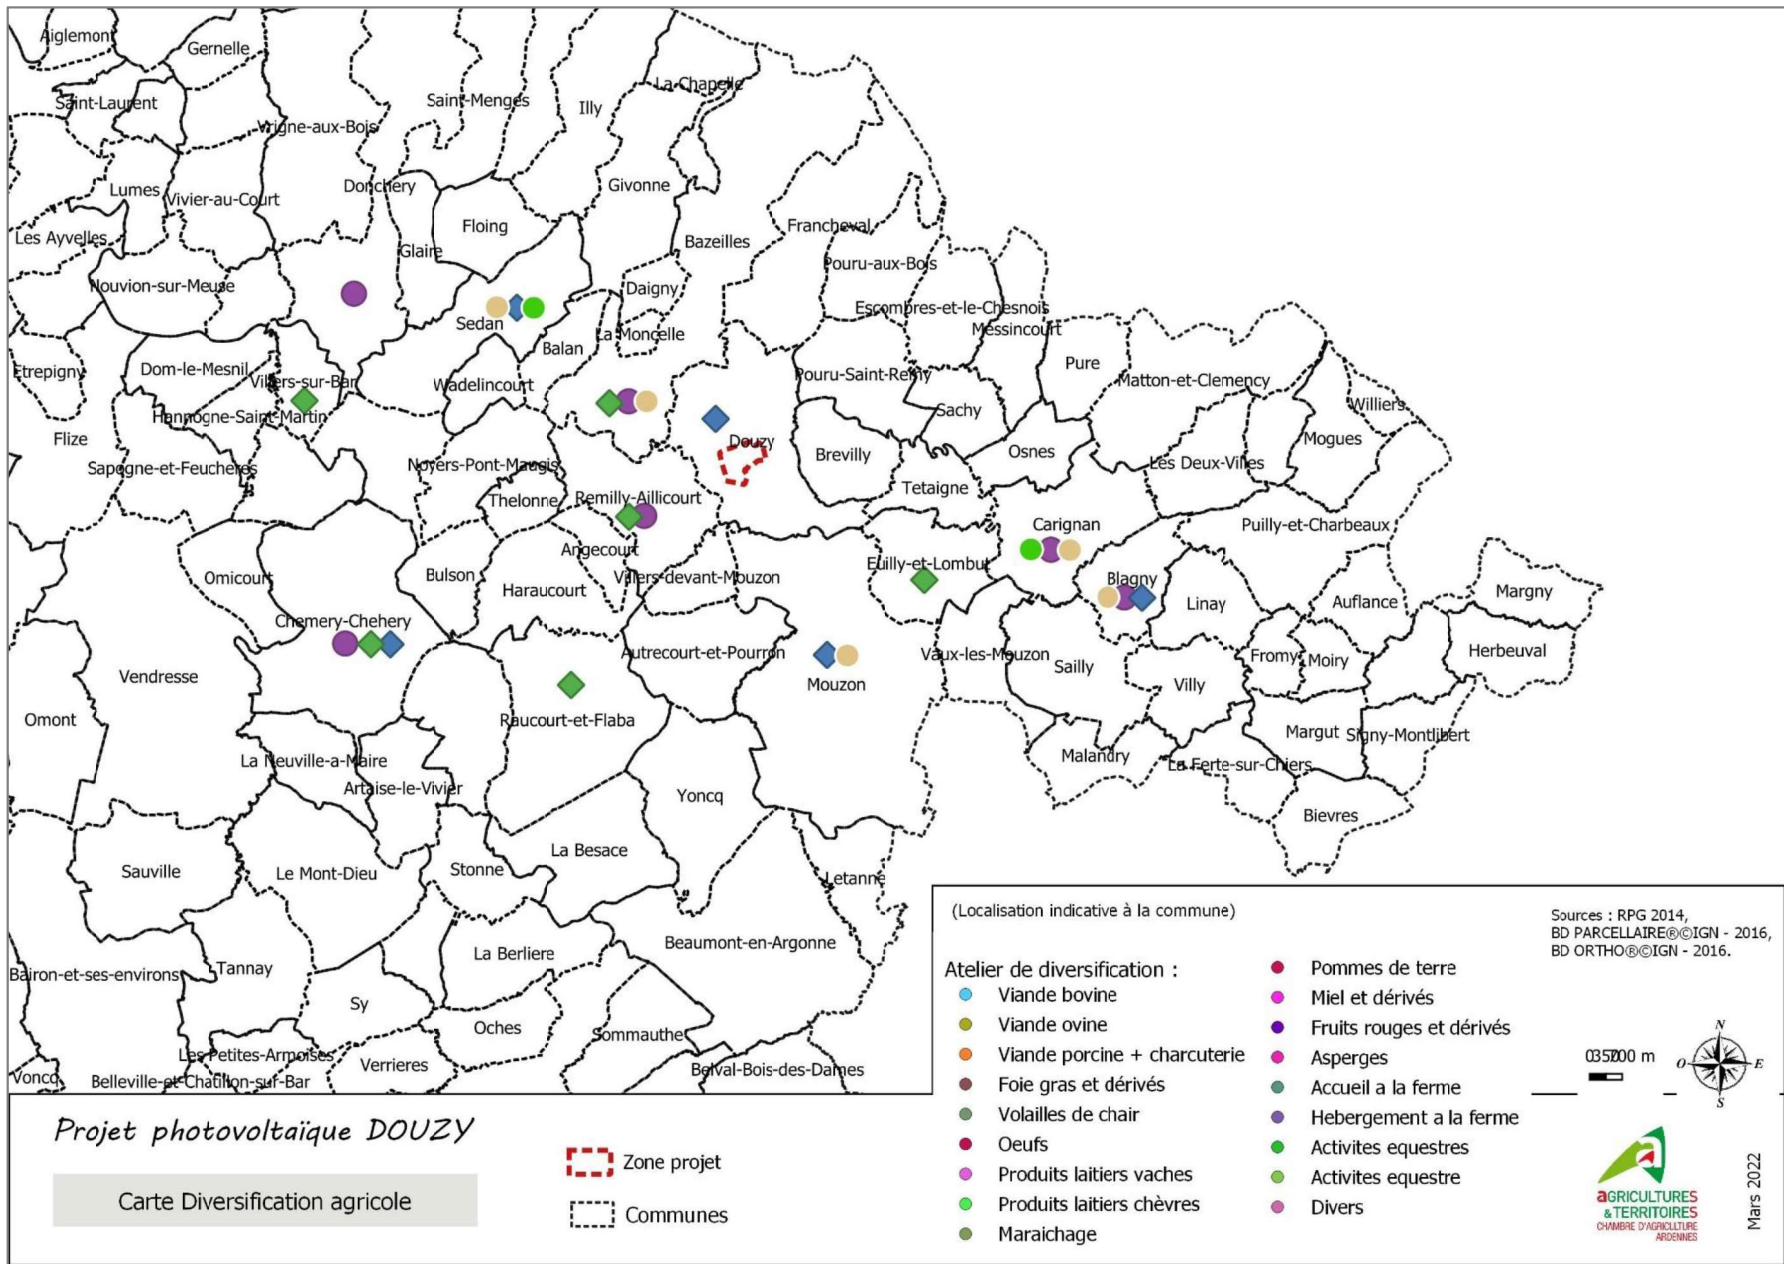 Aiglemont
Gernelle
La Chapelle
Saint-Laurent
Saint-Menges
Illy
Vrigne-aux-Bois
Lumes
Vivier-au-Court
Donchery
Givonne
Les Ayvelles
Floing
Glaire
Bazeilles
Francheval
Pouru-aux-Bois
Nouvion-sur-Meuse
Daigny
Escombres-et-le-Chesnois
Messincourt
Sedan
La Moncelle
Balan
Etrepigny
Dom-le-Mesnil
Villers-sur-Bar
Wadelincourt
Pouru-Saint-Remy
Pure
Matton-et-Clemency
Hannogne-Saint-Martin
Sachy
Williers
Flize
Douzy
Mogues
Sapogne-et-Feucheres
Noyers-Pont-Maugis
Brevilly
Osnes
Les Deux-Villes
Thelonne
Remilly-Aillicourt
Tetaigne
Carignan
Puilly-et-Charbeaux
Angecourt
Omicourt
Bulson
Haraucourt
Villers-devant-Mouzon
Euilly-et-Lombut
Blagny
Linay
Auflance
Margny
Chemery-Chehery
Vendresse
Autrecourt-et-Pourron
Vaux-les-Mouzon
Sailly
Fromy
Moiry
Herbeuval
Mouzon
Villy
Omont
Raucourt-et-Flaba
Margut
Signy-Montlibert
La Neuville-a-Maire
Malandry
La Ferte-sur-Chiers
Artaise-le-Vivier
Yoncq
Bievres
Sauville
Le Mont-Dieu
Stonne
La Besace
Letanne
Beaumont-en-Argonne
Bairon-et-ses-environs
Tannay
La Berliere
Sy
Oches
Sommauthe
Les Petites-Armoises
Verrieres
Voncq
Belleville-et-Chatillon-sur-Bar
Belval-Bois-des-Dames
(Localisation indicative à la commune)
Sources : RPG 2014,
BD PARCELLAIRE®©IGN - 2016,
BD ORTHO®©IGN - 2016.
Atelier de diversification :
Viande bovine
Viande ovine
Viande porcine + charcuterie
Foie gras et dérivés
Volailles de chair
Oeufs
Produits laitiers vaches
Produits laitiers chèvres
Maraichage
Pommes de terre
Miel et dérivés
Fruits rouges et dérivés
Asperges
Accueil a la ferme
Hebergement a la ferme
Activites equestres
Activites equestre
Divers
N
O
E
S
Projet photovoltaïque DOUZY
Carte Diversification agricole
Zone projet
Communes
aGRICULTURES
& TERRITOIRES
CHAMBRE D'AGRICULTURE
ARDENNES
Mars 2022